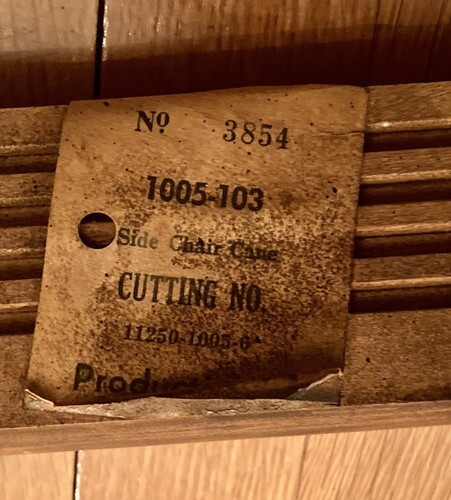 Nº 3854
1005-103
Side Chair Cane
CUTTING NO.
11250-1005-6